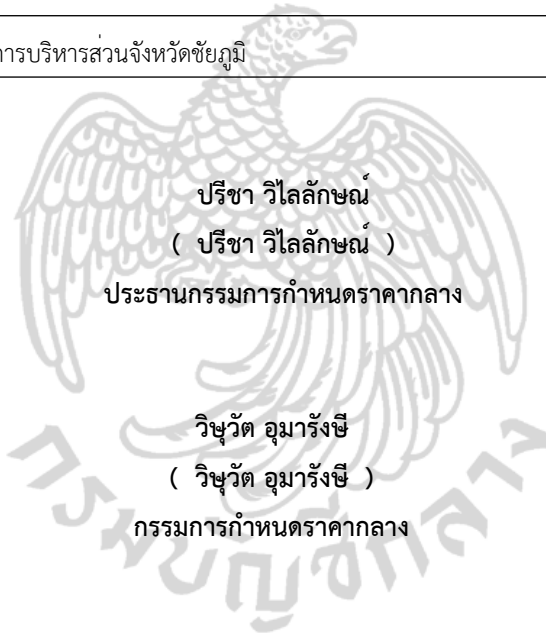 การบริหารส่วนจังหวัดชัยภูมิ
ปรีชา วิไลลักษณ์
( ปรีชา วิไลลักษณ์ )
ประธานกรรมการกำหนดราคากลาง
วิษุวัต อุมารังษี
( วิษุวัต อุมารังษี )
กรรมการกำหนดราคากลาง
กรมบัญชีกลาง